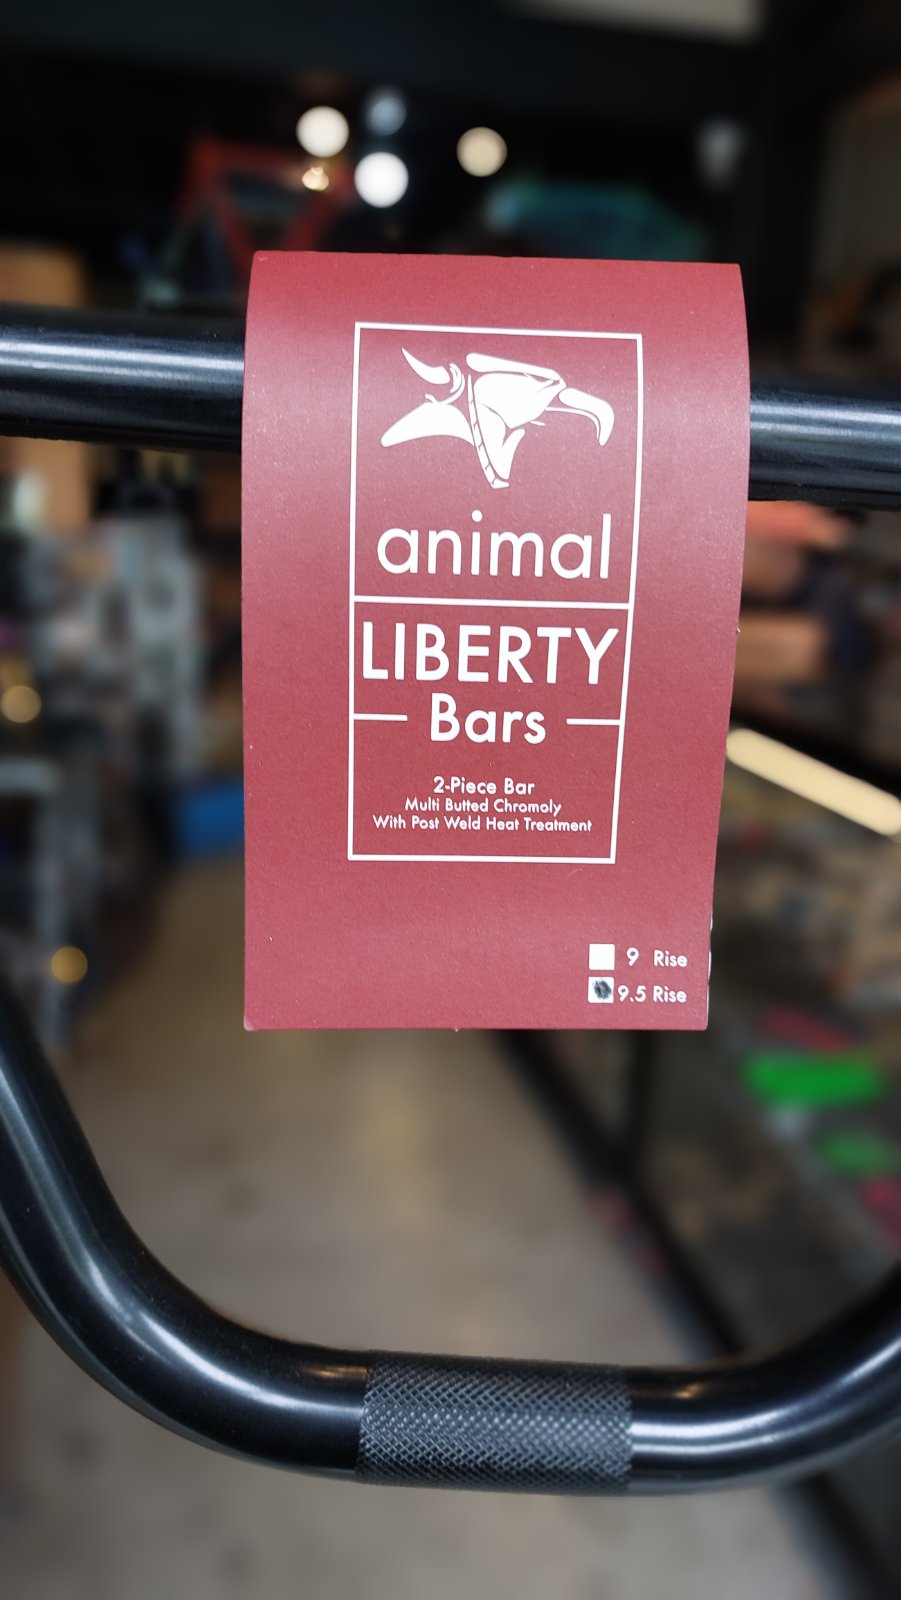 animal
LIBERTY
Bars
2-Piece Bar
Multi Butted Chromoly
With Post Weld Heat Treatment
9 Rise
9.5 Rise